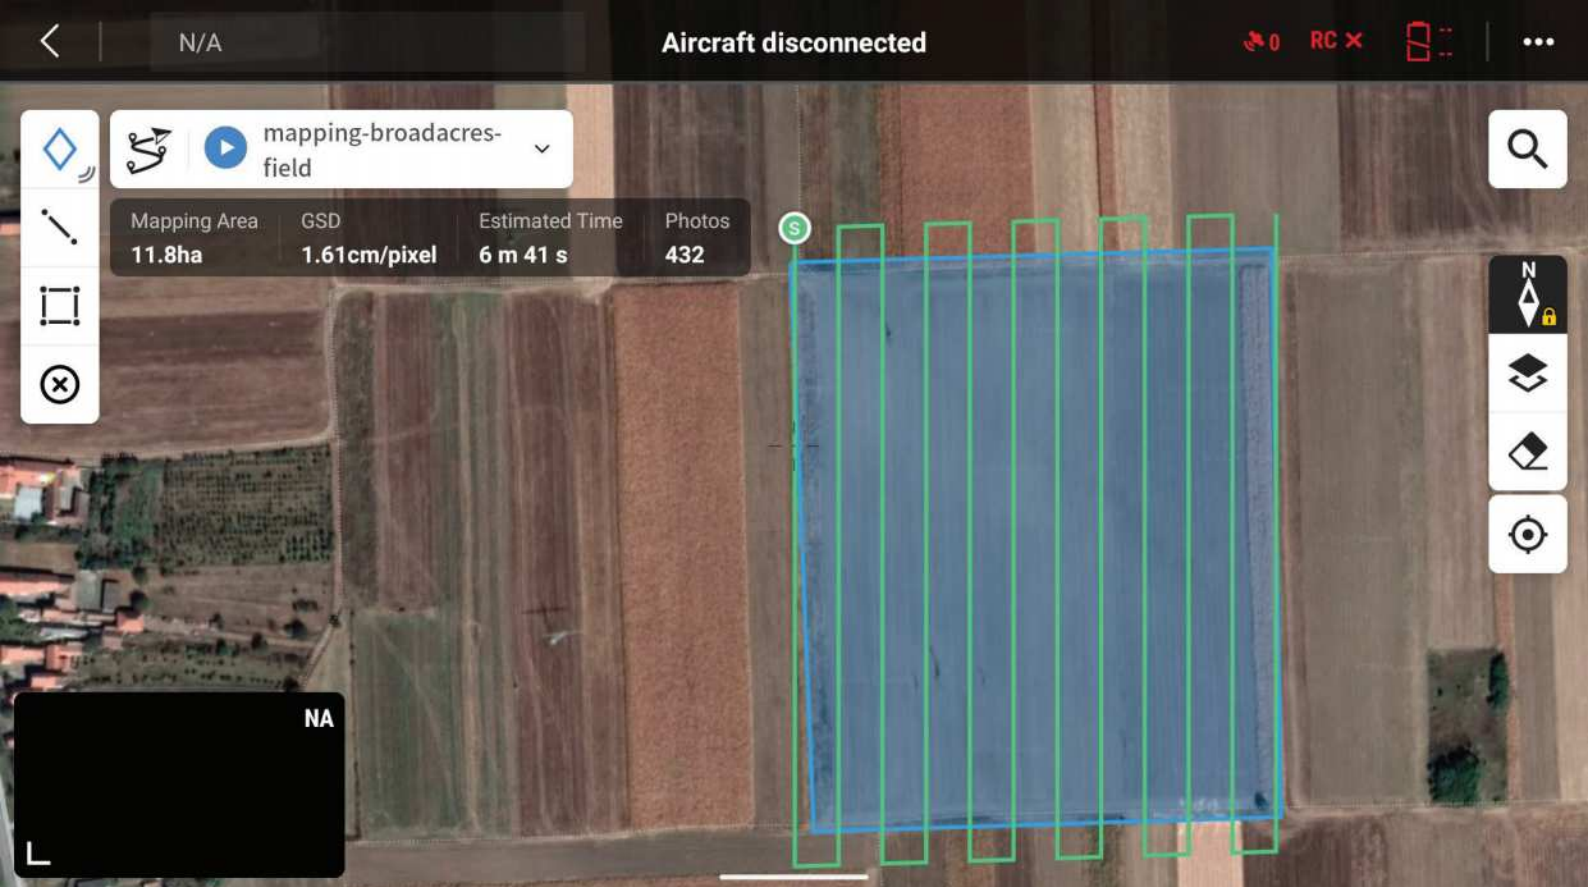 N/A
Aircraft disconnected
0
RC
--
--
mapping-broadacres-
field
Mapping Area
GSD
Estimated Time
Photos
11.8ha
1.61cm/pixel
6 m 41 s
432
S
N
NA